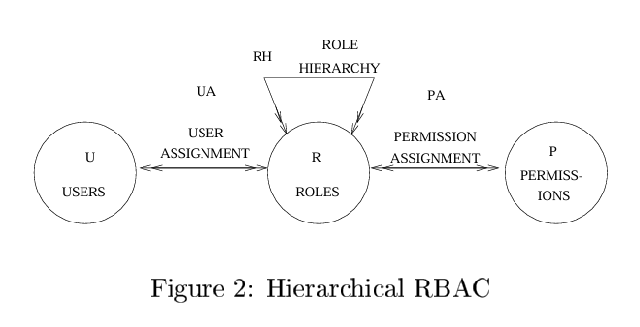 ROLE
HIERARCHY
RH
UA
PA
USER
ASSIGNMENT
PERMISSION
ASSIGNMENT
U
USERS
R
ROLES
P
PERMISS-
IONS
Figure 2: Hierarchical RBAC